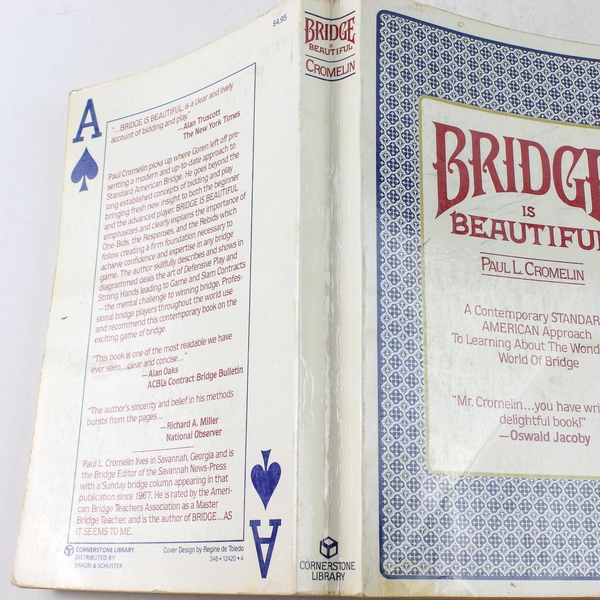 $4.95
A
"...BRIDGE IS BEAUTIFUL, is a clear and lively
account of bidding and play."
—Alan Truscott
The New York Times
Paul Cromelin picks up where Goren left off pre-
senting a modern and up-to-date approach to
Standard American Bridge. He goes beyond the
long established concepts of bidding and play
bringing fresh new insight to both the beginner
and the advanced player. BRIDGE IS BEAUTIFUL
emphasizes and clearly explains the importance of
One-Bids, the Responses, and the Rebids which
follow creating a firm foundation necessary to
achieve confidence and expertise in any bridge
game. The author skillfully describes and shows in
diagrammed deals the art of Defensive Play and
Strong Hands leading to Game and Slam Contracts
—the mental challenge to winning bridge. Profes-
sional bridge players throughout the world use
and recommend this contemporary book on the
exciting game of bridge.
"This book is one of the most readable we have
ever seen,...clear and concise..."
—Alan Oaks
ACBL's Contract Bridge Bulletin
"The author's sincerity and belief in his methods
bursts from the pages..."
—Richard A. Miller
National Observer
Paul L. Cromelin lives in Savannah, Georgia and is
the Bridge Editor of the Savannah News-Press
with a Sunday bridge column appearing in that
publication since 1967. He is rated by the Ameri-
can Bridge Teachers Association as a Master
Bridge Teacher, and is the author of BRIDGE...AS
IT SEEMS TO ME.
A
CORNERSTONE LIBRARY
DISTRIBUTED BY
SIMON & SCHUSTER
Cover Design by Regine de Toledo
346 • 12420 • 4
BRIDGE
IS
BEAUTIFUL
CROMELIN
CORNERSTONE
LIBRARY
BRIDGE
IS
BEAUTIFUL
PAUL L. CROMELIN
A Contemporary STANDAR
AMERICAN Approach
To Learning About The Wond
World Of Bridge
"Mr. Cromelin...you have writ
delightful book!"
—Oswald Jacoby